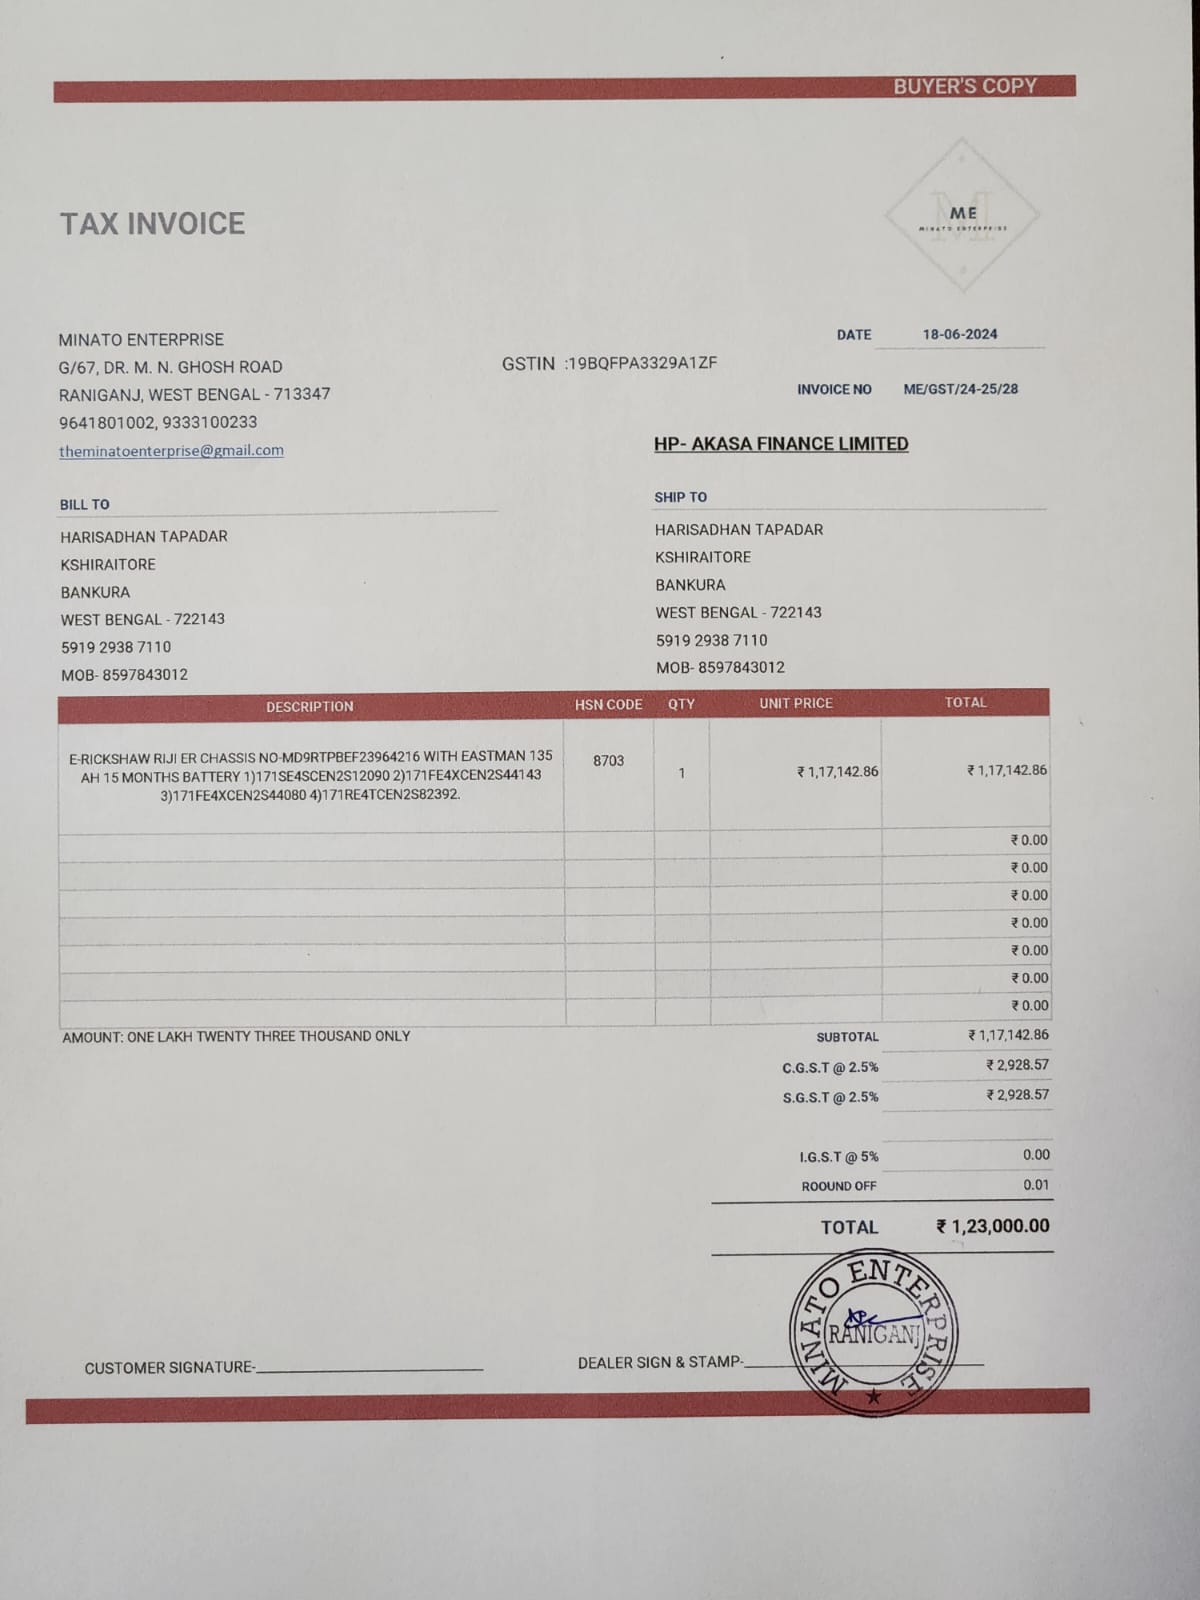 BUYER'S COPY
TAX INVOICE
ME
MINATO ENTERPRISE
MINATO ENTERPRISE
G/67, DR. M. N. GHOSH ROAD
RANIGANJ, WEST BENGAL - 713347
9641801002, 9333100233
theminatoenterprise@gmail.com
GSTIN :19BQFPA3329A1ZF
DATE 18-06-2024
INVOICE NO ME/GST/24-25/28
HP- AKASA FINANCE LIMITED
BILL TO
HARISADHAN TAPADAR
KSHIRAITORE
BANKURA
WEST BENGAL - 722143
5919 2938 7110
MOB- 8597843012
SHIP TO
HARISADHAN TAPADAR
KSHIRAITORE
BANKURA
WEST BENGAL - 722143
5919 2938 7110
MOB- 8597843012
DESCRIPTION HSN CODE QTY UNIT PRICE TOTAL
E-RICKSHAW RIJI ER CHASSIS NO-MD9RTPBEF23964216 WITH EASTMAN 135
AH 15 MONTHS BATTERY 1)171SE4SCEN2S12090 2)171FE4XCEN2S44143
3)171FE4XCEN2S44080 4)171RE4TCEN2S82392.
8703 1 ₹ 1,17,142.86 ₹ 1,17,142.86
₹ 0.00
₹ 0.00
₹ 0.00
₹ 0.00
₹ 0.00
₹ 0.00
₹ 0.00
AMOUNT: ONE LAKH TWENTY THREE THOUSAND ONLY
SUBTOTAL ₹ 1,17,142.86
C.G.S.T @ 2.5% ₹ 2,928.57
S.G.S.T @ 2.5% ₹ 2,928.57
I.G.S.T @ 5% 0.00
ROOUND OFF 0.01
TOTAL ₹ 1,23,000.00
CUSTOMER SIGNATURE-
DEALER SIGN & STAMP-
MINATO ENTERPRISE
RANIGANJ